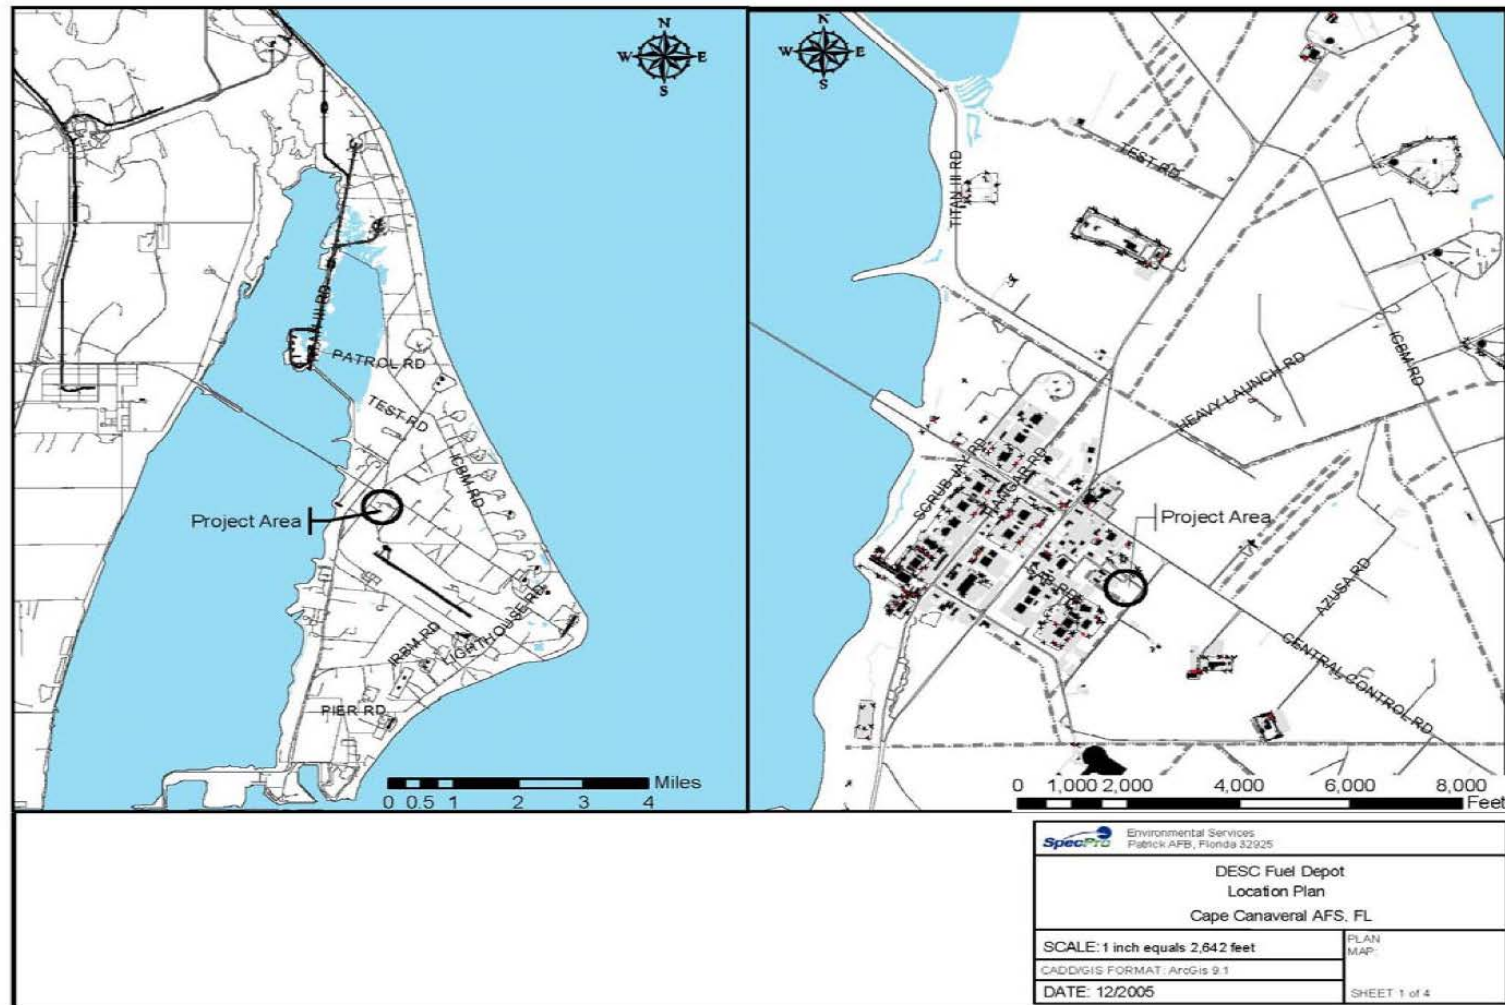 N
W E
S
TITAN III RD
PATROL RD
TEST RD
ICBM RD
Project Area
LIGHTHOUSE RD
IRBM RD
PIER RD
Miles
0 0.5 1 2 3 4
N
W E
S
TEST RD
TITAN III RD
ICBM RD
HEAVY LAUNCH RD
SCRUB JAY RD
HANGAR RD
Project Area
AZUSA RD
CENTRAL CONTROL RD
0 1,000 2,000 4,000 6,000 8,000
Feet
SpecPro
Environmental Services
Patrick AFB, Florida 32925
DESC Fuel Depot
Location Plan
Cape Canaveral AFS, FL
SCALE: 1 inch equals 2,642 feet
PLAN
MAP:
CADD/GIS FORMAT: ArcGis 9.1
DATE: 12/2005
SHEET 1 of 4